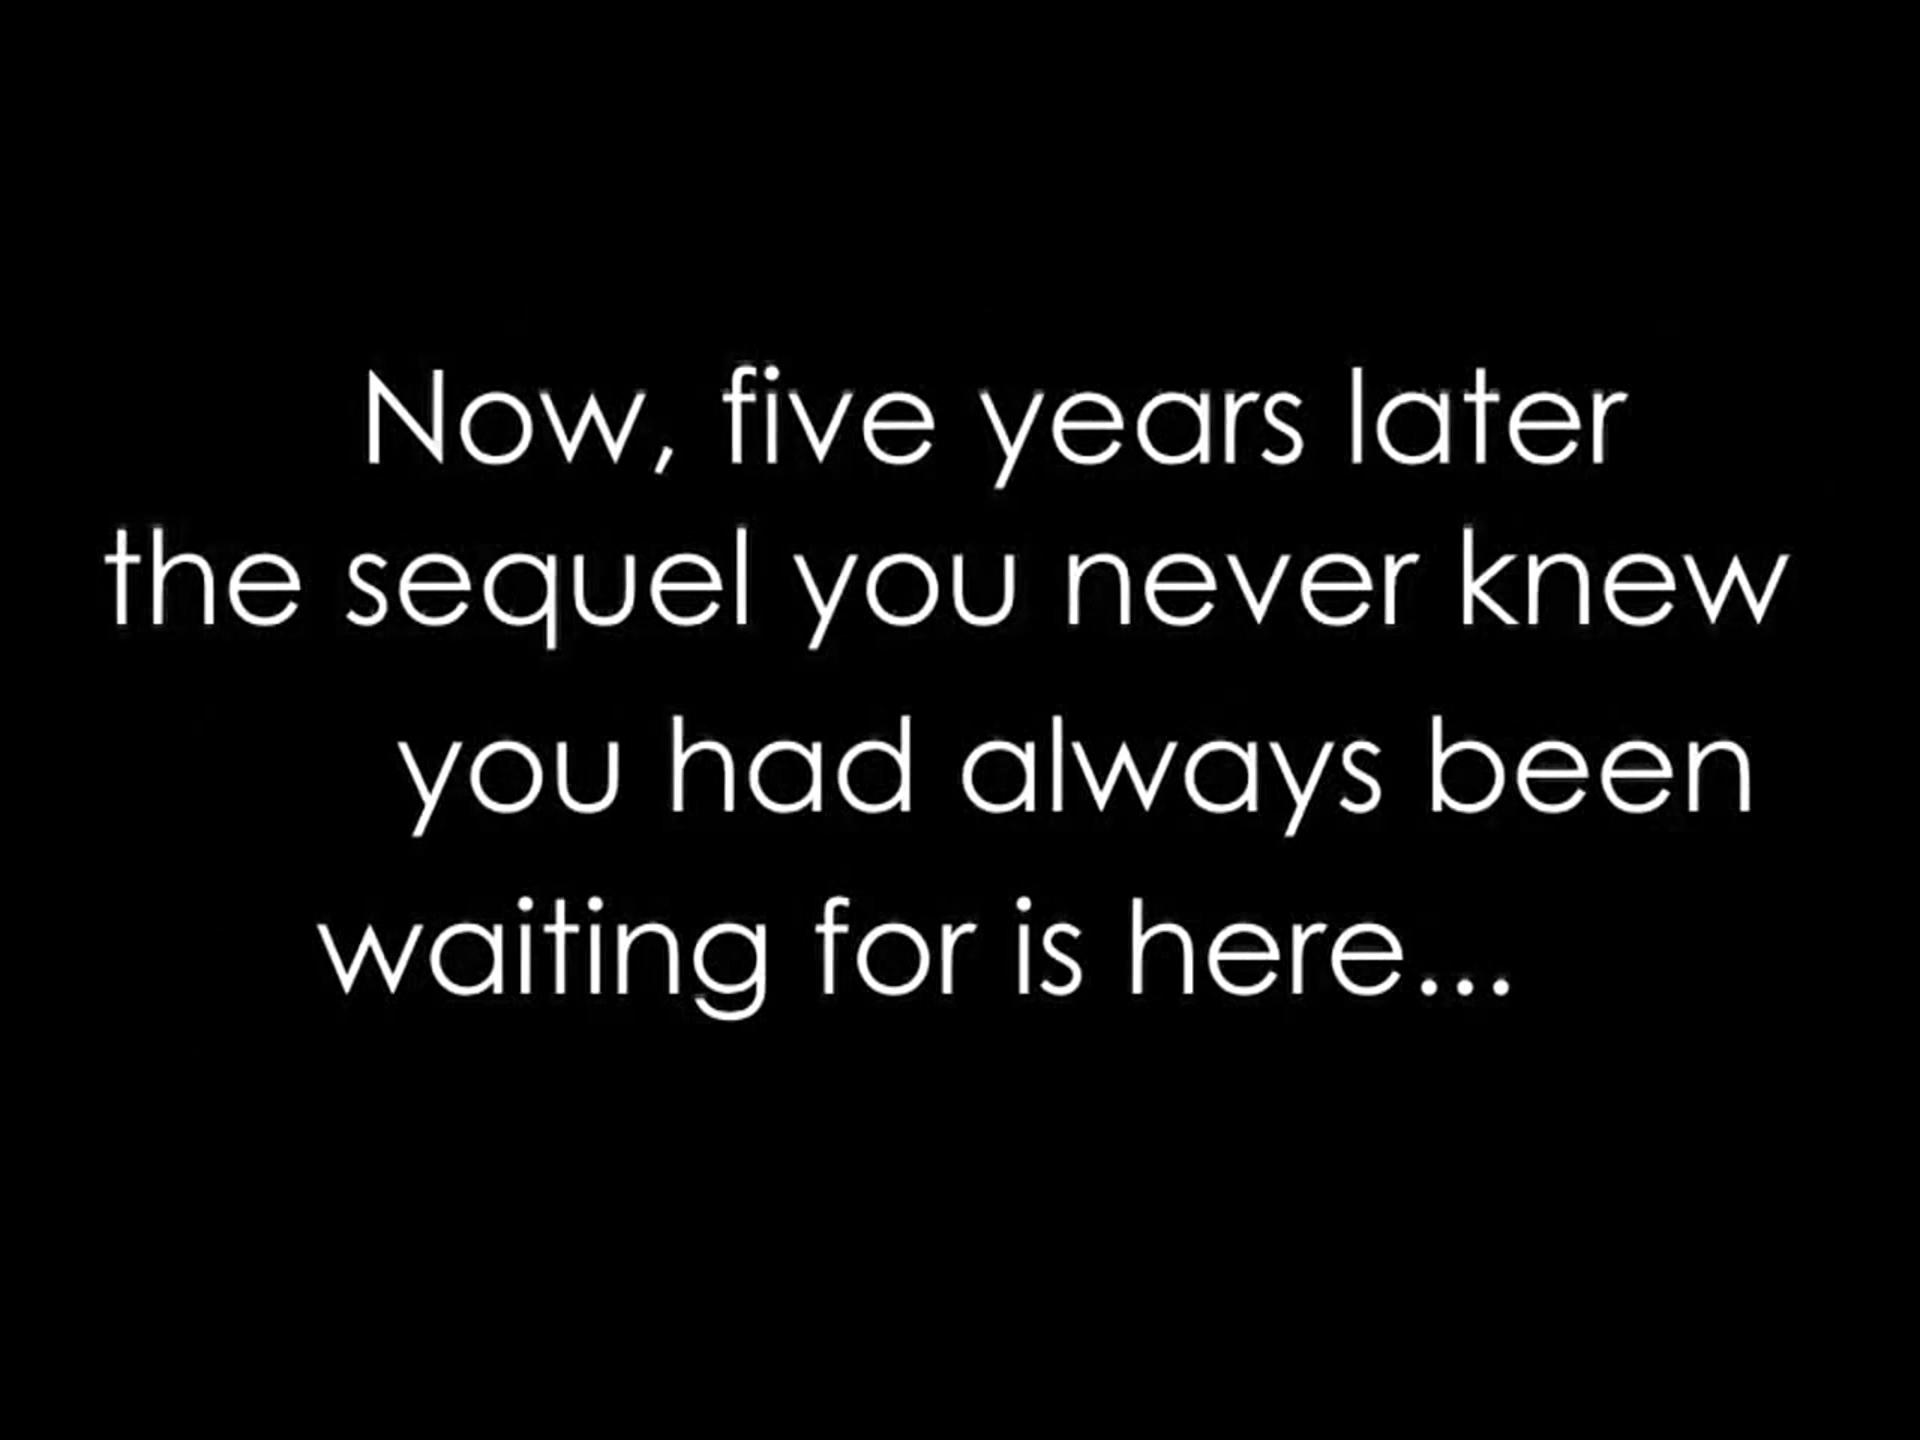 Now, five years later
the sequel you never knew
you had always been
waiting for is here...